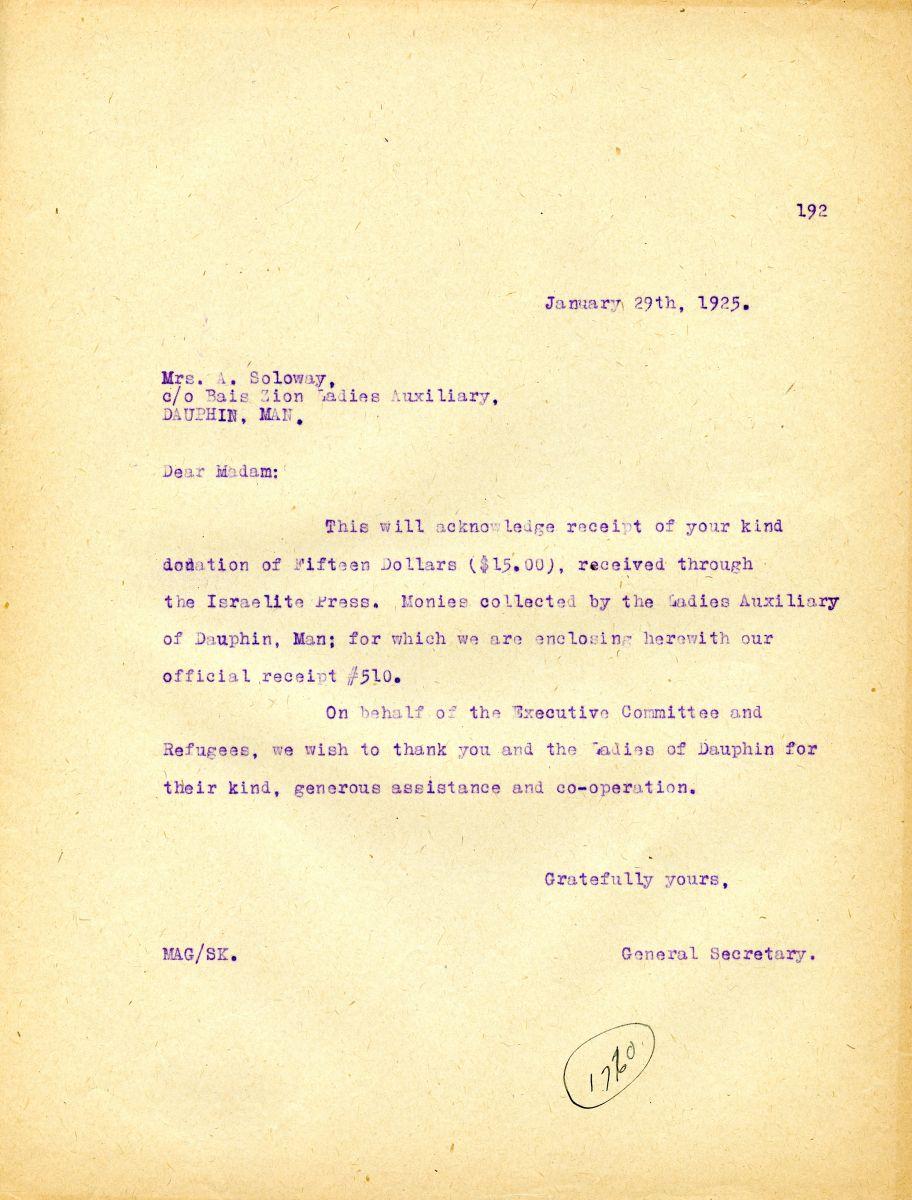 192
January 29th, 1925.
Mrs. A. Soloway,
c/o Bais Zion Ladies Auxiliary,
DAUPHIN, MAN.
Dear Madam:
This will acknowledge receipt of your kind
donation of Fifteen Dollars ($15.00), received through
the Israelite Press. Monies collected by the Ladies Auxiliary
of Dauphin, Man; for which we are enclosing herewith our
official receipt #510.
On behalf of the Executive Committee and
Refugees, we wish to thank you and the Ladies of Dauphin for
their kind, generous assistance and co-operation.
Gratefully yours,
MAG/SK. General Secretary.